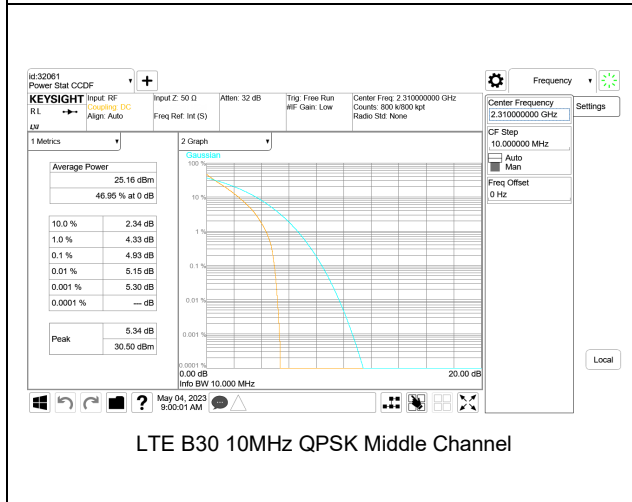 id:32061
Power Stat CCDF
Frequency
KEYSIGHT
R L
LXI
Input: RF
Coupling: DC
Align: Auto
Input Z: 50 Ω
Freq Ref: Int (S)
Atten: 32 dB
Trig: Free Run
#IF Gain: Low
Center Freq: 2.310000000 GHz
Counts: 800 k/800 kpt
Radio Std: None
Center Frequency
2.310000000 GHz
Settings
CF Step
10.000000 MHz
Auto
Man
Freq Offset
0 Hz
Local
1 Metrics
Average Power
25.16 dBm
46.95 % at 0 dB
10.0 % 2.34 dB
1.0 % 4.33 dB
0.1 % 4.93 dB
0.01 % 5.15 dB
0.001 % 5.30 dB
0.0001 % --- dB
Peak
5.34 dB
30.50 dBm
2 Graph
Gaussian
100 %
10 %
1 %
0.1 %
0.01 %
0.001 %
0.0001 %
0.00 dB 20.00 dB
Info BW 10.000 MHz
?
May 04, 2023
9:00:01 AM
LTE B30 10MHz QPSK Middle Channel